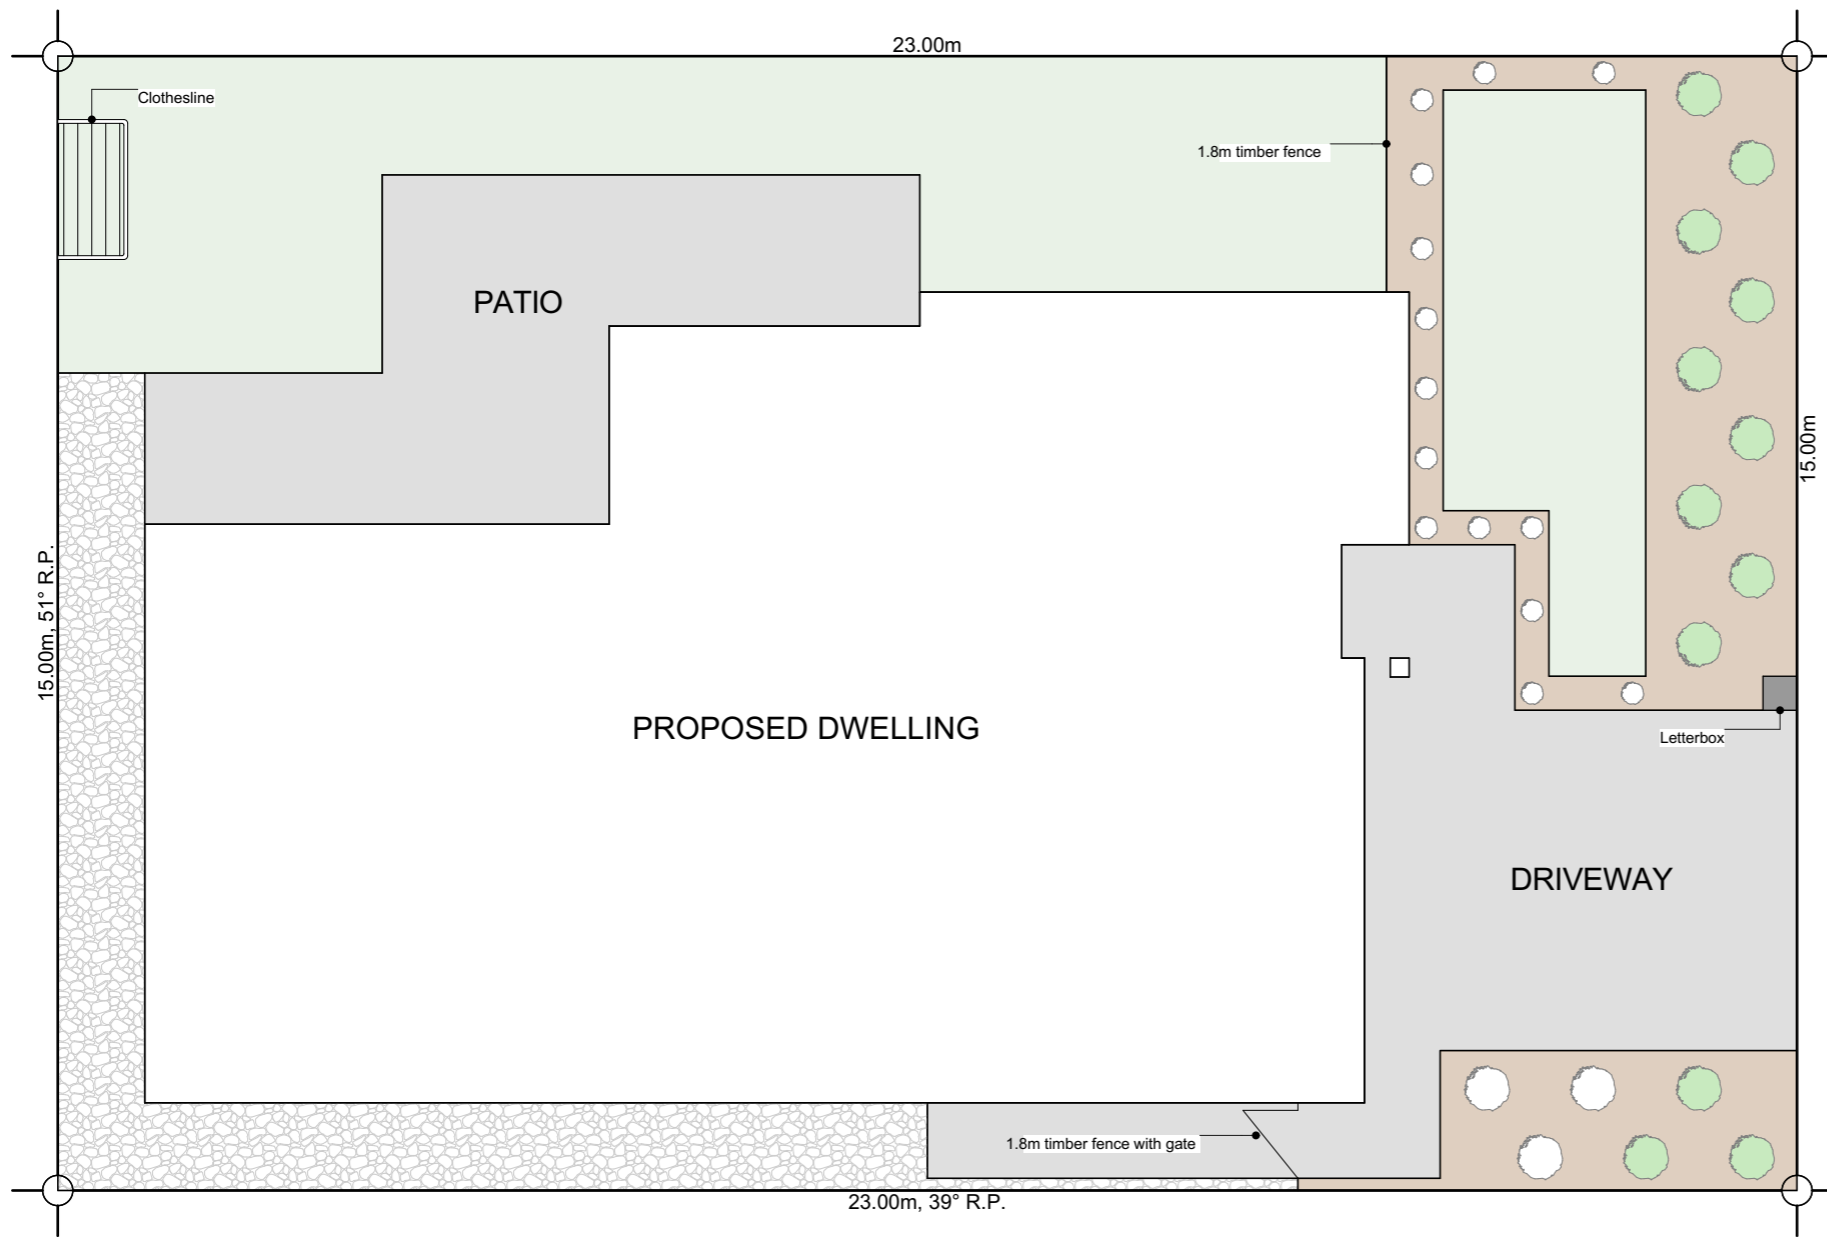 23.00m
Clothesline
1.8m timber fence
PATIO
15.00m
15.00m, 51° R.P.
PROPOSED DWELLING
Letterbox
DRIVEWAY
1.8m timber fence with gate
23.00m, 39° R.P.